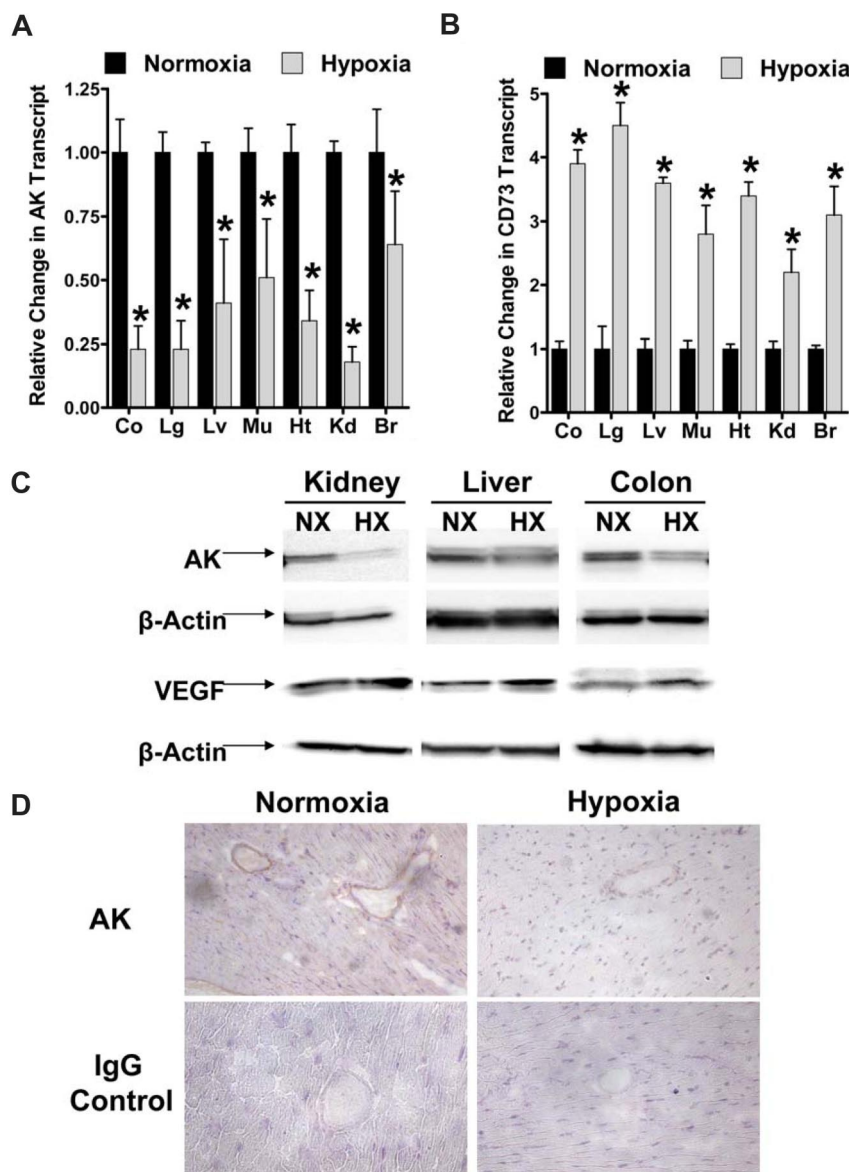 A
Normoxia Hypoxia
Relative Change in AK Transcript
1.25
1.00
0.75
0.50
0.25
0.00
* * * * * * *
Co Lg Lv Mu Ht Kd Br
B
Normoxia Hypoxia
Relative Change in CD73 Transcript
5
4
3
2
1
0
* * * * * * *
Co Lg Lv Mu Ht Kd Br
C
Kidney Liver Colon
NX HX NX HX NX HX
AK
β-Actin
VEGF
β-Actin
D
Normoxia Hypoxia
AK
IgG
Control